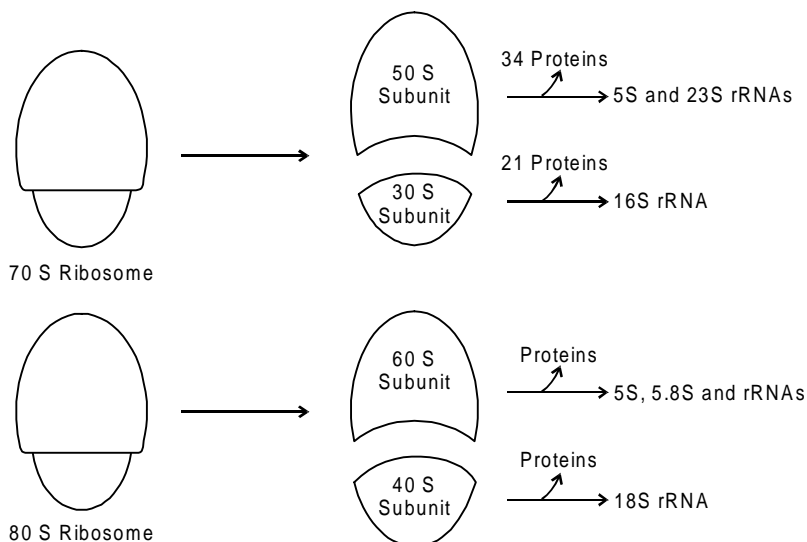 50 S
Subunit
34 Proteins
5S and 23S rRNAs
30 S
Subunit
21 Proteins
16S rRNA
70 S Ribosome
60 S
Subunit
Proteins
5S, 5.8S and rRNAs
40 S
Subunit
Proteins
18S rRNA
80 S Ribosome